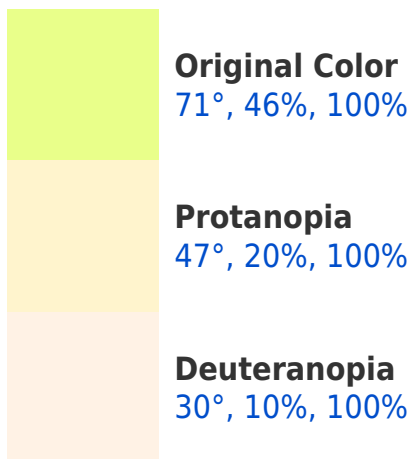 Original Color
71°, 46%, 100%
Protanopia
47°, 20%, 100%
Deuteranopia
30°, 10%, 100%